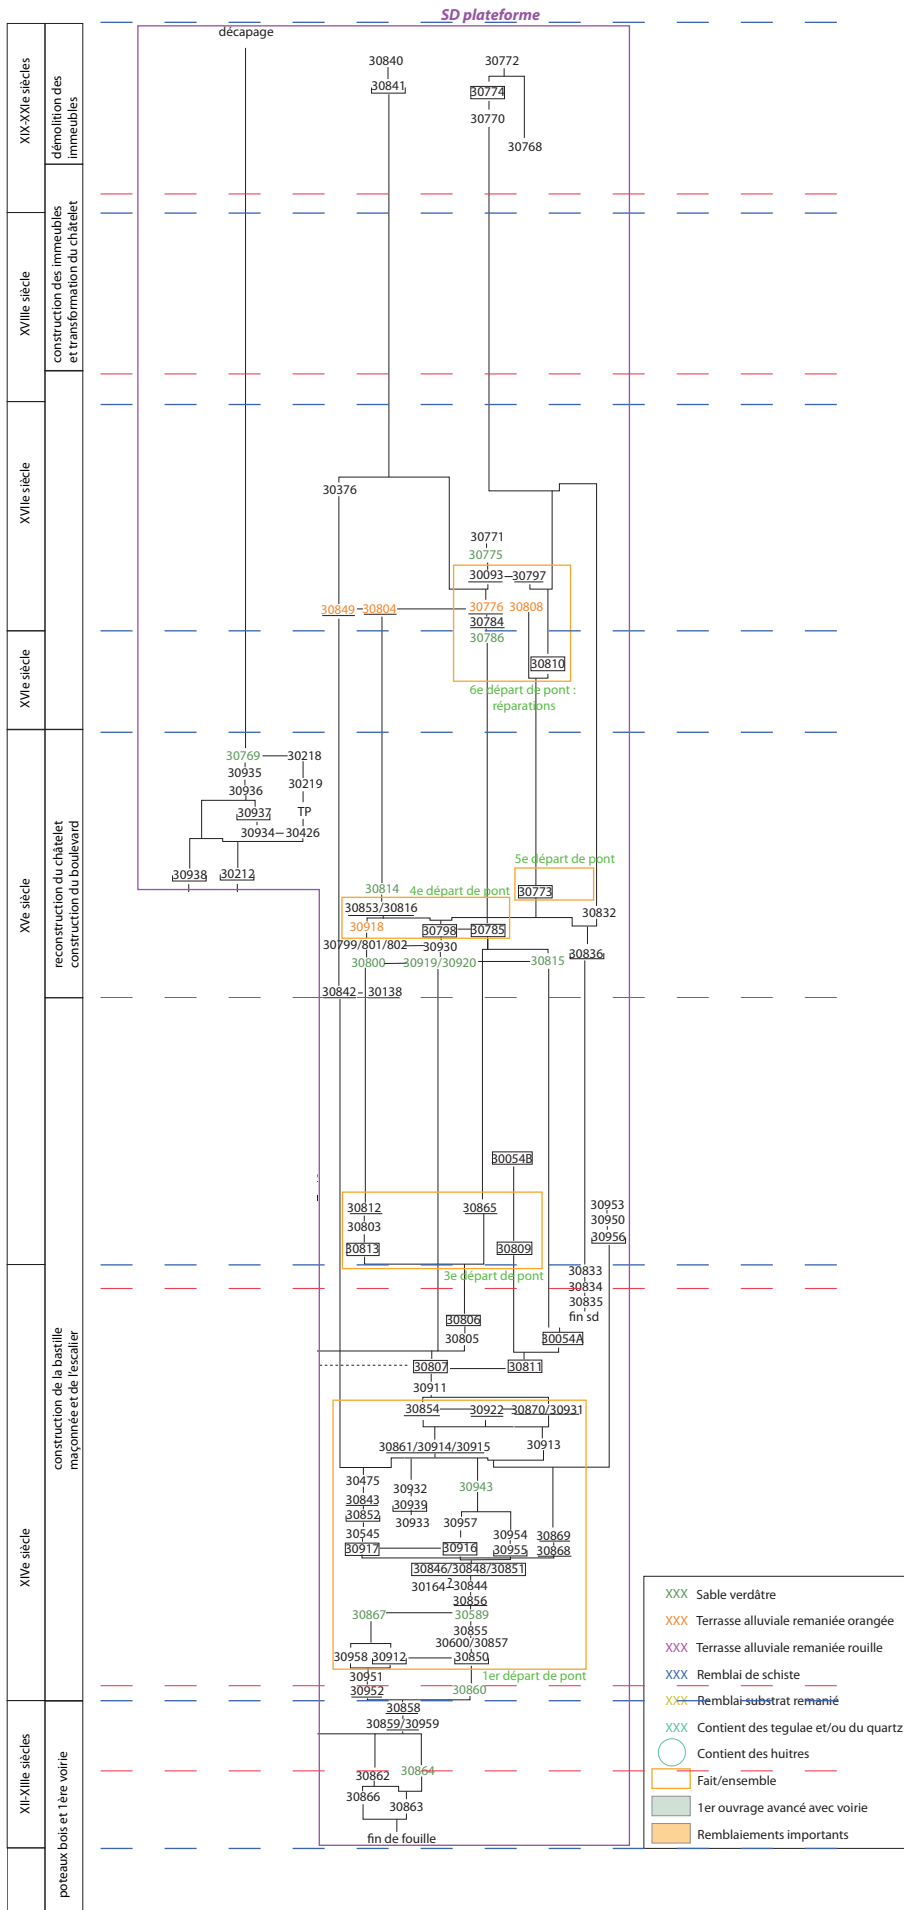 SD plateforme
décapage
30840
30841
30772
30774
30770
30768
XIX-XXIe siècles
démolition des
immeubles
XVIIIe siècle
construction des immeubles
et transformation du châtelet
XVIIe siècle
30376
30771
30775
30093
30797
30849
30804
30776
30808
30784
30786
30810
XVIe siècle
6e départ de pont :
réparations
30769
30218
30935
30219
30936
30937
TP
30934
30426
30938
30212
XVe siècle
reconstruction du châtelet
construction du boulevard
5e départ de pont
30773
30814
4e départ de pont
30853/30816
30832
30918
30798
30785
30799/801/802
30930
30836
30800
30919/30920
30815
30842
30138
30054B
30812
30865
30953
30803
30950
30813
30809
30956
3e départ de pont
30833
30834
30835
fin sd
30806
30805
30054A
30807
30811
30911
construction de la bastille
maçonnée et de l'escalier
XIVe siècle
30854
30922
30870/30931
30861/30914/30915
30913
30475
30932
30943
30843
30939
30852
30933
30957
30954
30869
30545
30917
30916
30955
30868
30846/30848/30851
30164
?
30844
30856
30867
30589
30855
30600/30857
30958
30912
30850
30951
1er départ de pont
30952
30860
30858
30859/30959
XII-XIIIe siècles
poteaux bois et 1ère voirie
30862
30864
30866
30863
fin de fouille
XXX Sable verdâtre
XXX Terrasse alluviale remaniée orangée
XXX Terrasse alluviale remaniée rouille
XXX Remblai de schiste
XXX Remblai substrat remanié
XXX Contient des tegulae et/ou du quartz
Contient des huitres
Fait/ensemble
1er ouvrage avancé avec voirie
Remblaiements importants